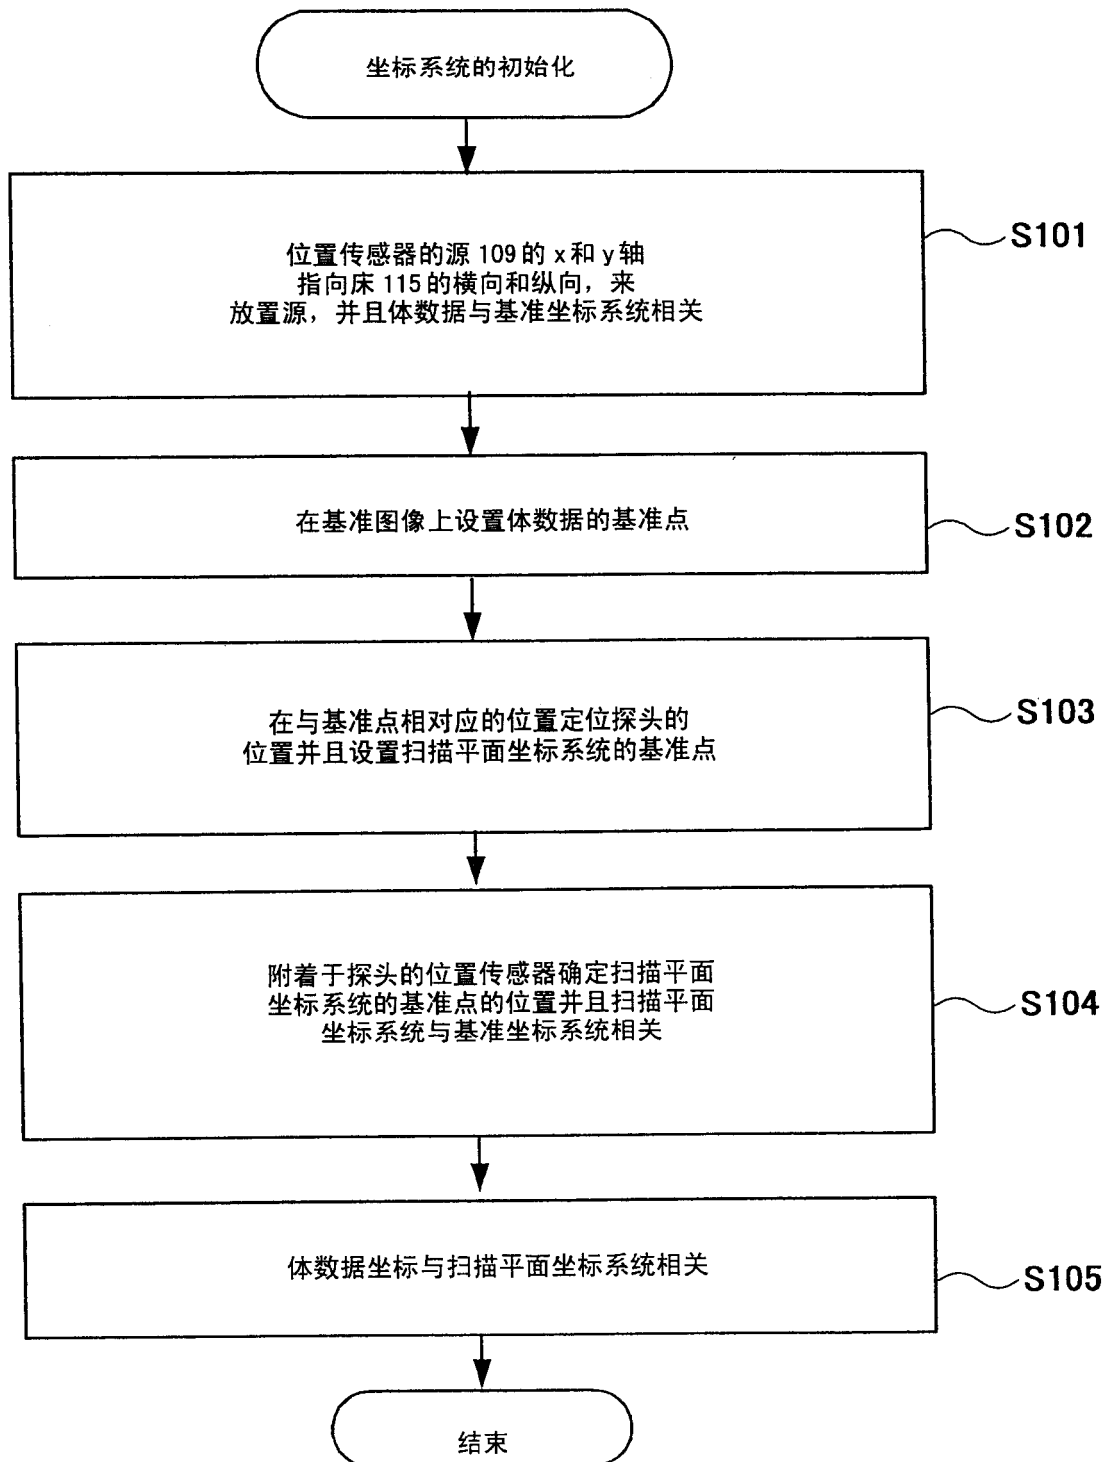 坐标系统的初始化
位置传感器的源 109 的 x 和 y 轴
指向床 115 的横向和纵向，来
放置源，并且体数据与基准坐标系统相关
S101
在基准图像上设置体数据的基准点
S102
在与基准点相对应的位置定位探头的
位置并且设置扫描平面坐标系统的基准点
S103
附着于探头的位置传感器确定扫描平面
坐标系统的基准点的位置并且扫描平面
坐标系统与基准坐标系统相关
S104
体数据坐标与扫描平面坐标系统相关
S105
结束